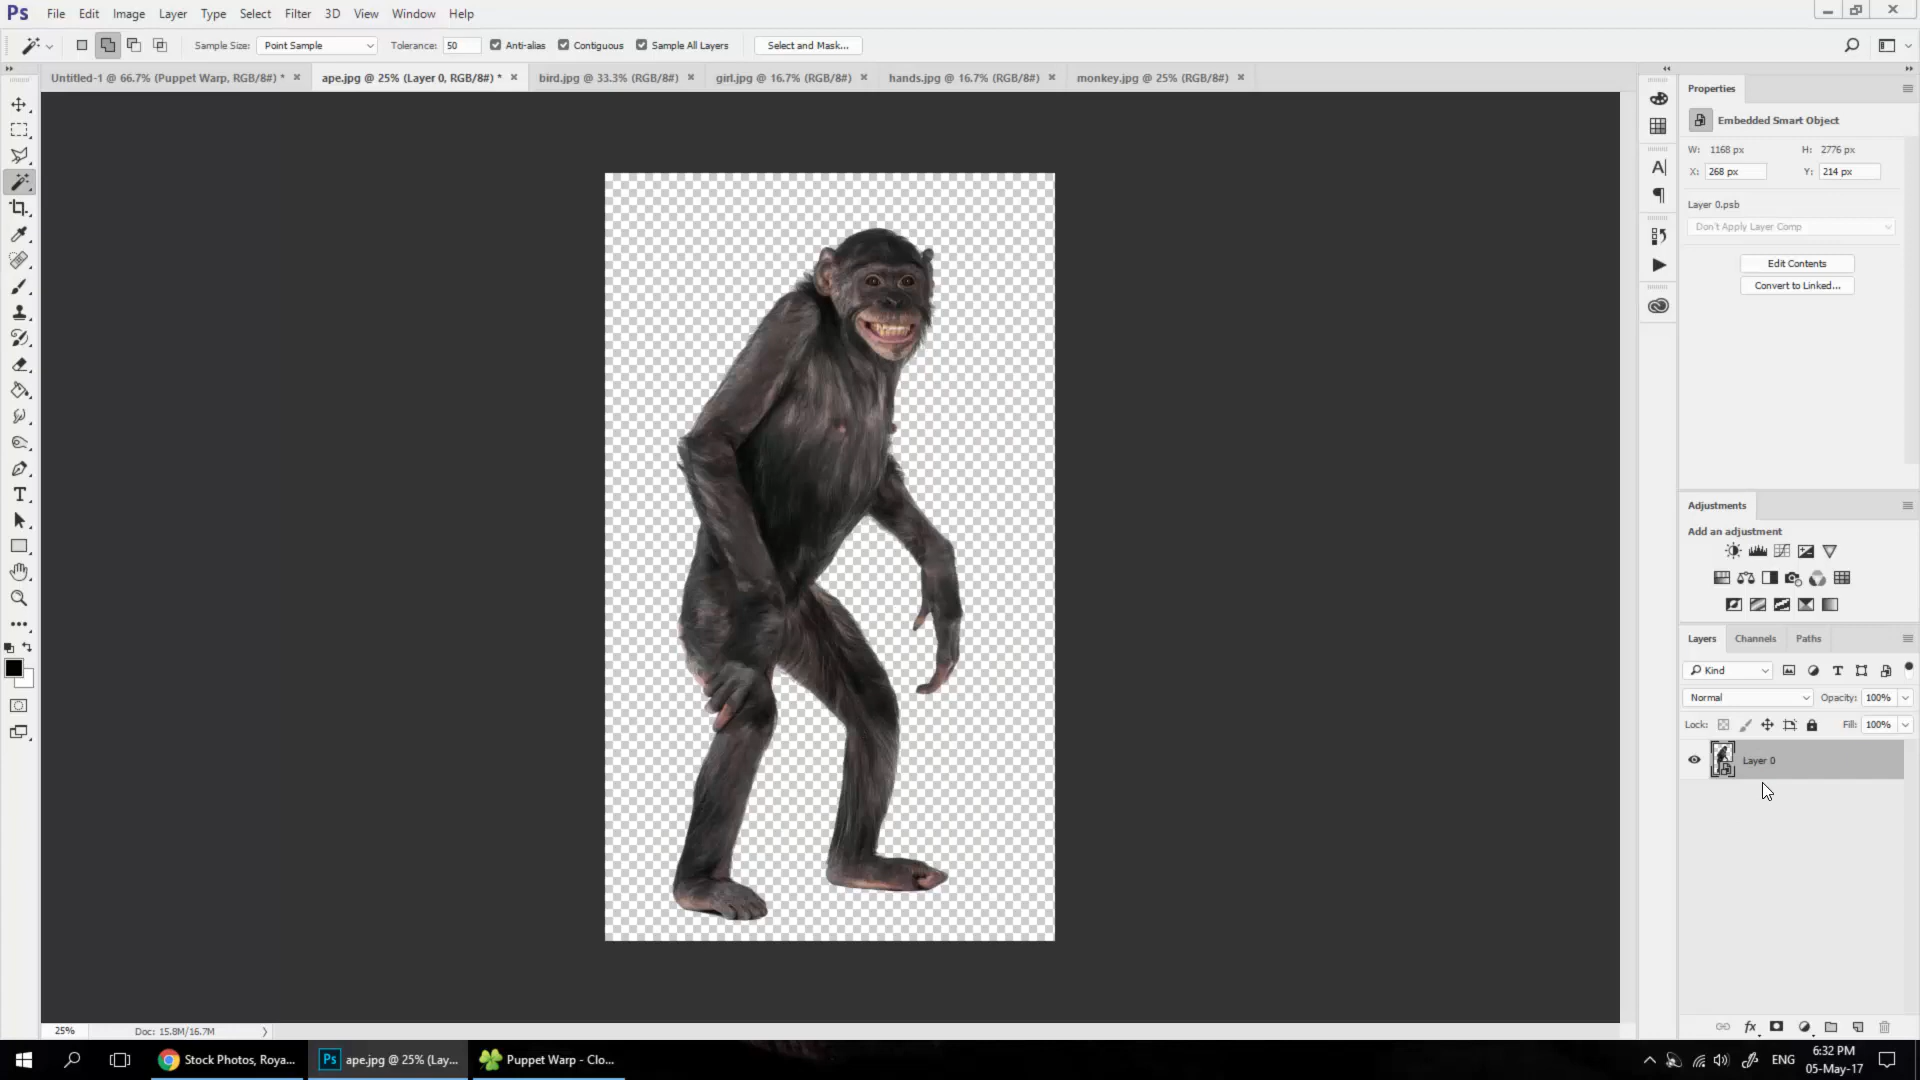 Ps File Edit Image Layer Type Select Filter 3D View Window Help
Sample Size: Point Sample Tolerance: 50 Anti-alias Contiguous Sample All Layers Select and Mask...
Untitled-1 @ 66.7% (Puppet Warp, RGB/8#) * ape.jpg @ 25% (Layer 0, RGB/8#) * bird.jpg @ 33.3% (RGB/8#) girl.jpg @ 16.7% (RGB/8#) hands.jpg @ 16.7% (RGB/8#) monkey.jpg @ 25% (RGB/8#)
Properties
Embedded Smart Object
W: 1168 px H: 2776 px
X: 268 px Y: 214 px
Layer 0.psb
Don't Apply Layer Comp
Edit Contents
Convert to Linked...
Adjustments
Add an adjustment
Layers Channels Paths
Kind
Normal Opacity: 100%
Lock: Fill: 100%
Layer 0
25% Doc: 15.8M/16.7M
Stock Photos, Roya... Ps ape.jpg @ 25% (Lay... Puppet Warp - Clo...
ENG 6:32 PM
05-May-17